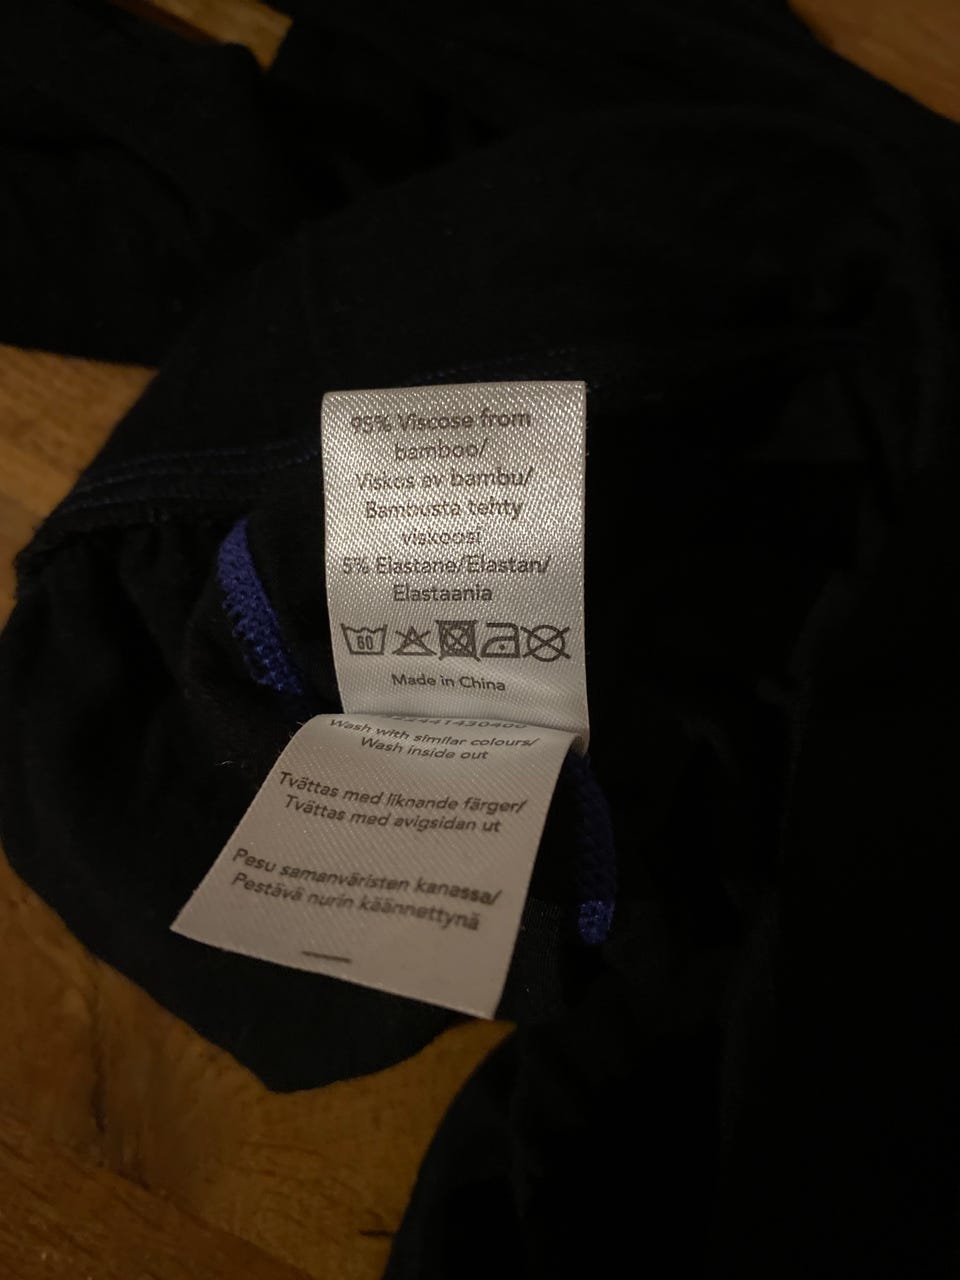 95% Viscose from
bamboo/
Viskos av bambu/
Bambusta tehty
viskoosi
5% Elastane/Elastan/
Elastaania
60
Made in China
Wash with similar colours/
Wash inside out
Tvättas med liknande färger/
Tvättas med avigsidan ut
Pesu samanväristen kanassa/
Pestävä nurin käännettynä